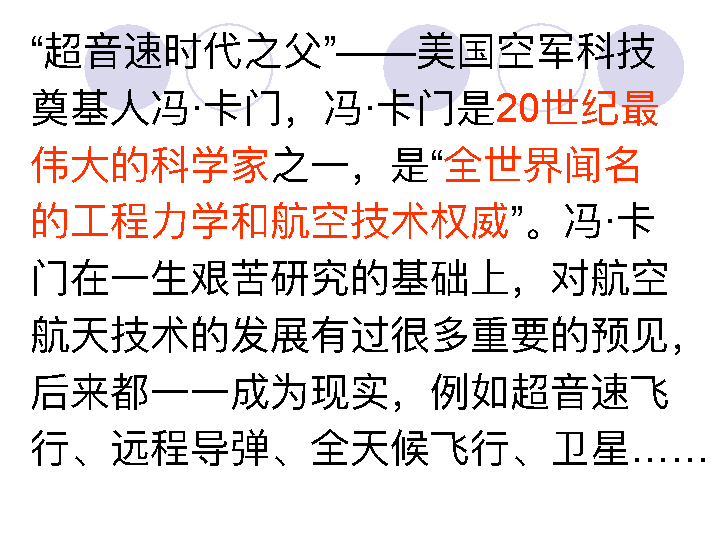 “超音速时代之父”——美国空军科技
奠基人冯·卡门，冯·卡门是20世纪最
伟大的科学家之一，是“全世界闻名
的工程力学和航空技术权威”。冯·卡
门在一生艰苦研究的基础上，对航空
航天技术的发展有过很多重要的预见，
后来都一一成为现实，例如超音速飞
行、远程导弹、全天候飞行、卫星……